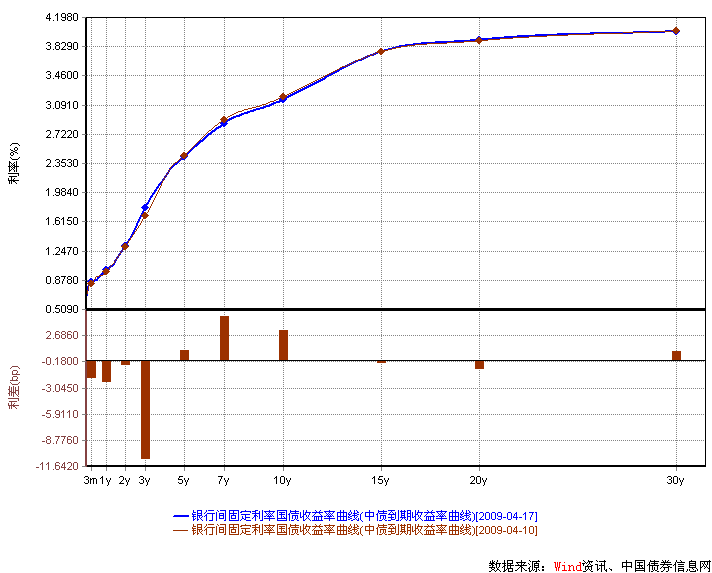 4.1980
3.8290
3.4600
3.0910
2.7220
2.3530
1.9840
1.6150
1.2470
0.8780
0.5090
利率(%)
2.6860
-0.1800
-3.0450
-5.9110
-8.7760
-11.6420
利差(bp)
3m 1y 2y 3y 5y 7y 10y 15y 20y 30y
银行间固定利率国债收益率曲线(中债到期收益率曲线)[2009-04-17]
银行间固定利率国债收益率曲线(中债到期收益率曲线)[2009-04-10]
数据来源：Wind资讯、中国债券信息网